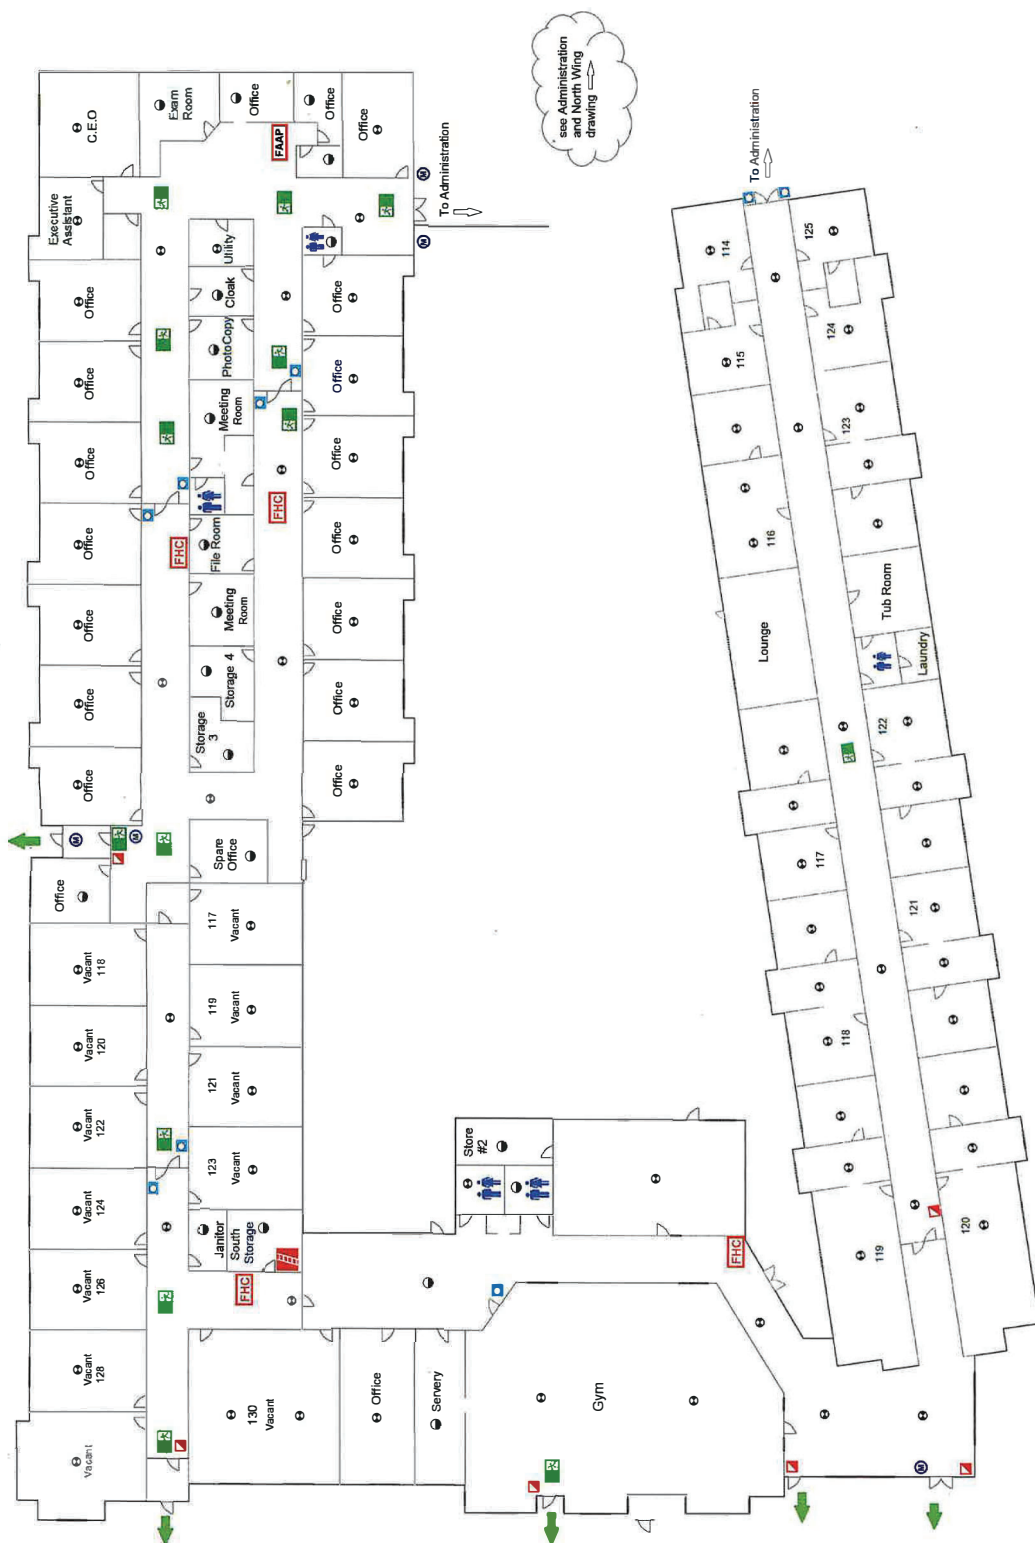 C.E.O
Exam
Room
Office
Office
Office
FAAP
Executive
Assistant
To Administration
see Administration
and North Wing
drawing
To Administration
Utility
Cloak
PhotoCopy
Meeting
Room
File Room
Meeting
Room
Storage 4
Storage
3
Office
Office
Office
Office
Office
Office
Office
Office
Office
Office
Office
Office
Office
Office
FHC
FHC
M
M
M
M
Office
Spare
Office
117
Vacant
119
Vacant
121
Vacant
123
Vacant
Vacant
118
Vacant
120
Vacant
122
Vacant
124
Vacant
126
Vacant
128
Vacant
Janitor
South
Storage
FHC
130
Vacant
Office
Servery
Gym
Store
#2
FHC
M
114
115
116
Lounge
117
118
119
125
124
123
Tub Room
Laundry
122
121
120